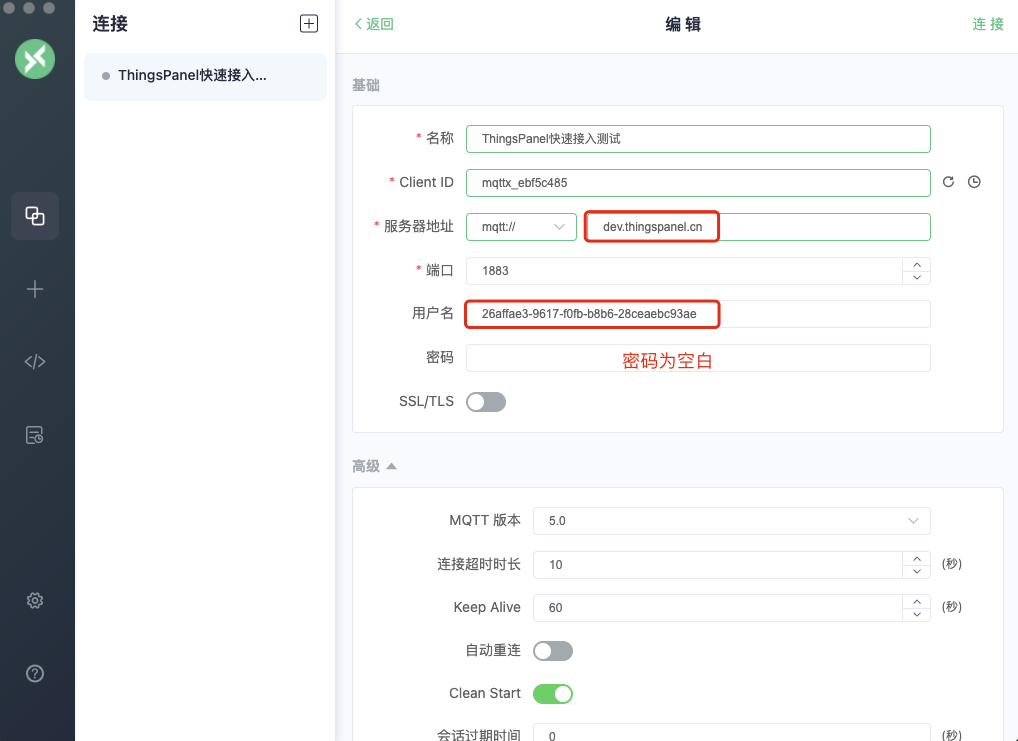 连接
ThingsPanel快速接入...
返回
编辑
连接
基础
* 名称
ThingsPanel快速接入测试
* Client ID
mqttx_ebf5c485
* 服务器地址
mqtt://
dev.thingspanel.cn
* 端口
1883
用户名
26affae3-9617-f0fb-b8b6-28ceaebc93ae
密码
密码为空白
SSL/TLS
高级
MQTT 版本
5.0
连接超时时长
10
(秒)
Keep Alive
60
(秒)
自动重连
Clean Start
会话过期时间
0
(秒)